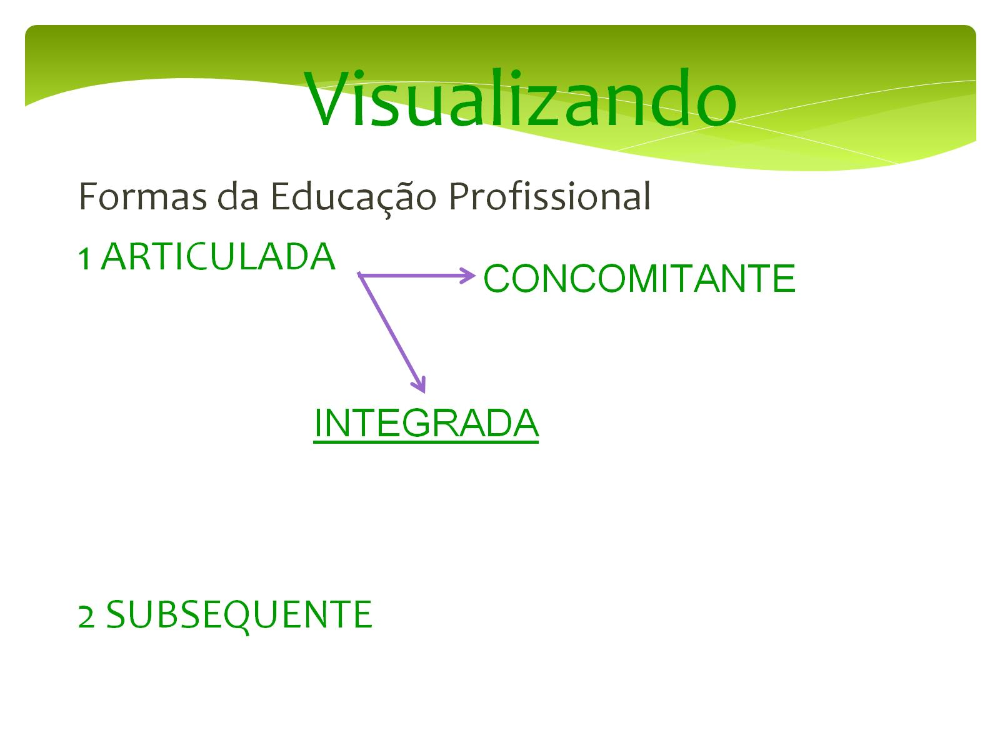 Visualizando
Formas da Educação Profissional
1 ARTICULADA
CONCOMITANTE
INTEGRADA
2 SUBSEQUENTE